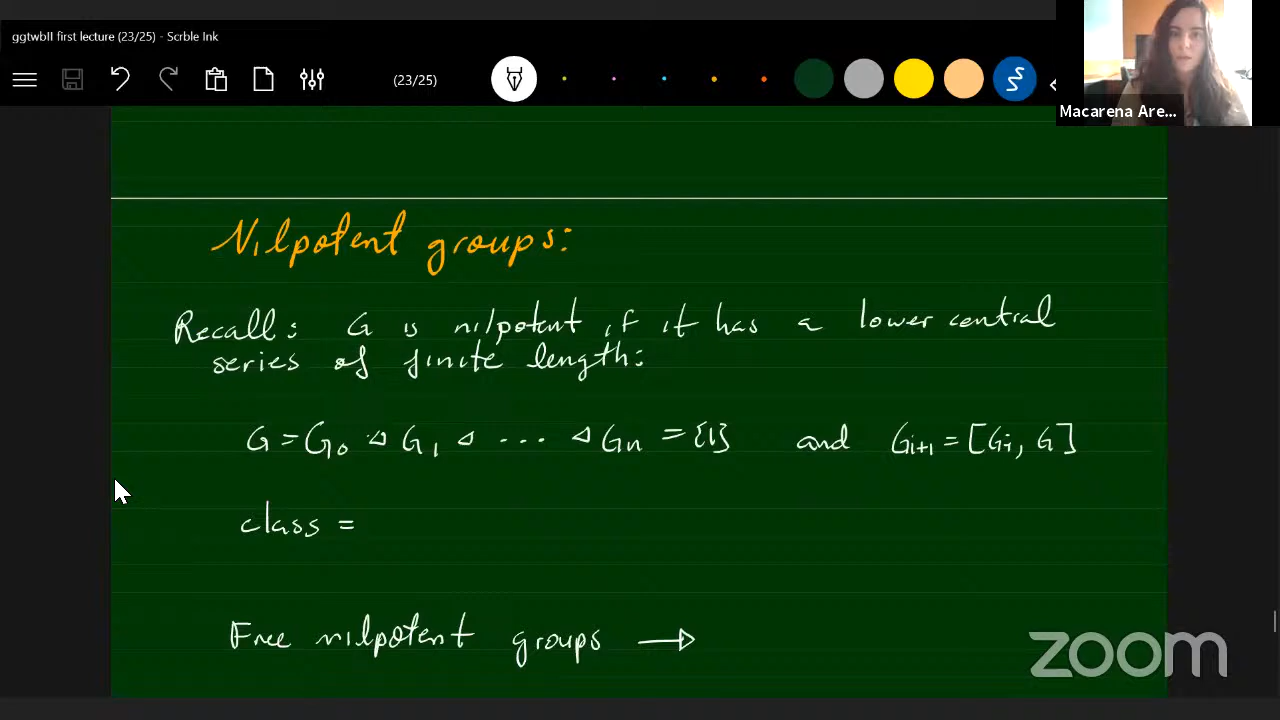 ggtwbII first lecture (23/25) - Scrble Ink
(23/25)
Macarena Are...
Nilpotent groups:
Recall: G is nilpotent if it has a lower central
series of finite length:
G = G₀ ▹ G₁ ▹ ... ▹ Gₙ = {1} and Gᵢ₊₁ = [Gᵢ, G]
class =
Free nilpotent groups →
zoom